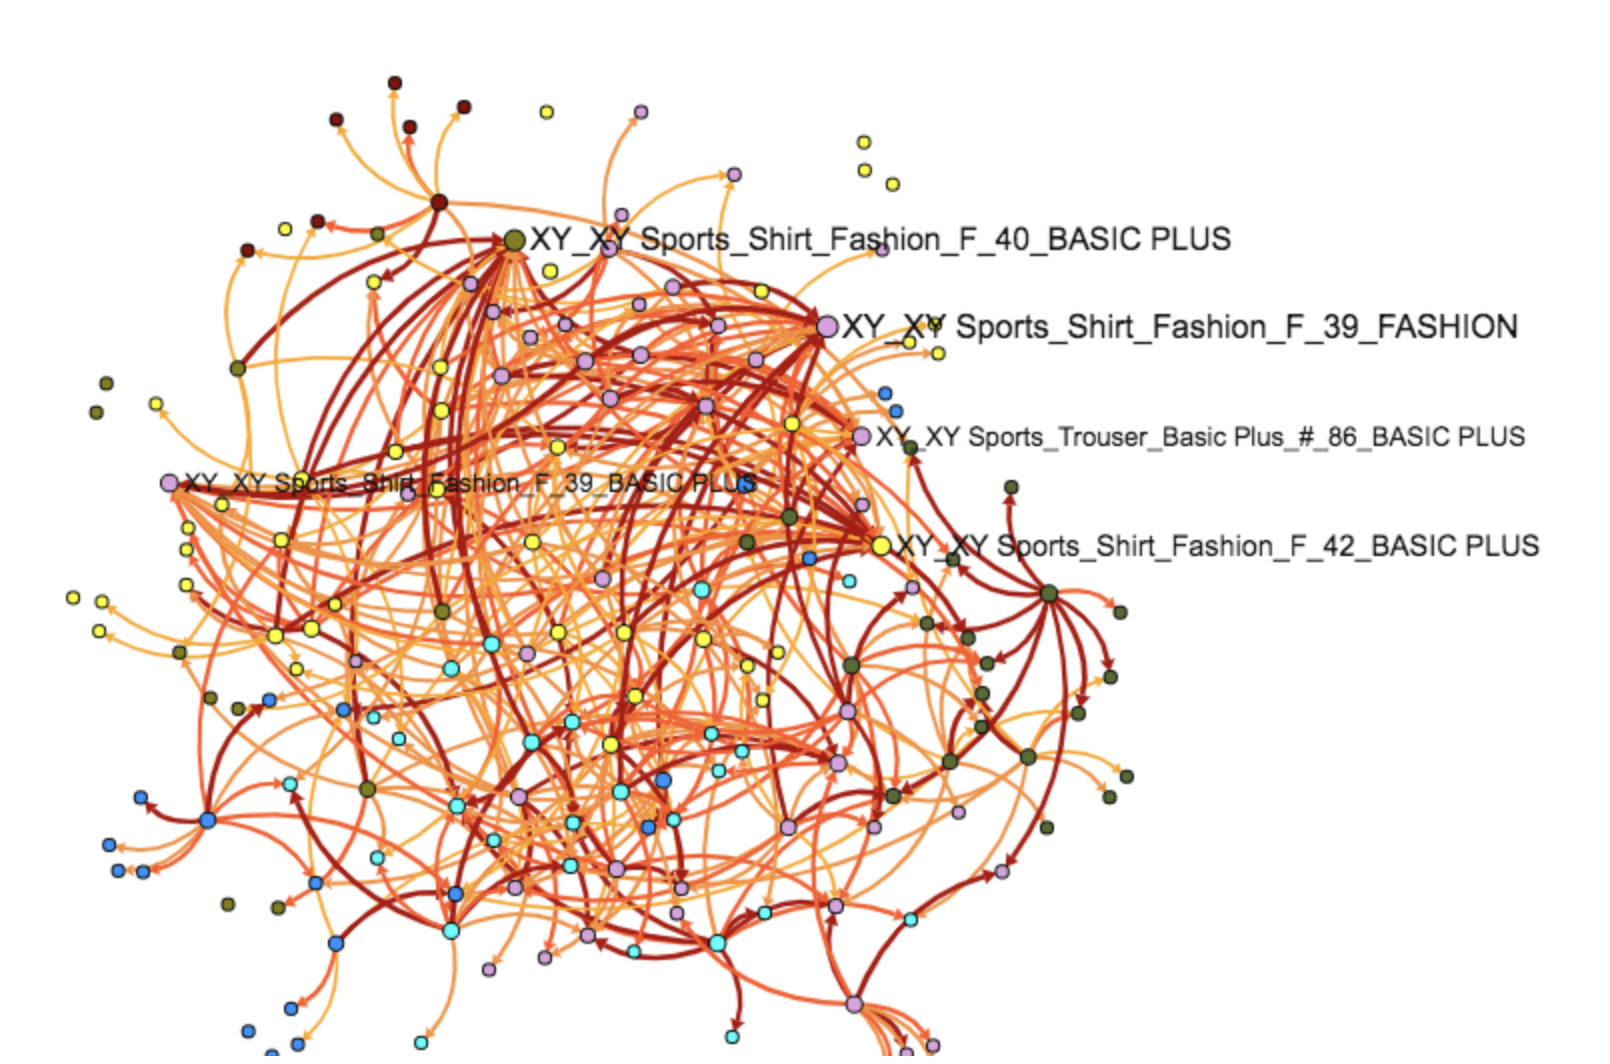 XY_XY Sports_Shirt_Fashion_F_40_BASIC PLUS
XY_XY Sports_Shirt_Fashion_F_39_FASHION
XY_XY Sports_Trouser_Basic Plus_#_86_BASIC PLUS
XY_XY Sports_Shirt_Fashion_F_39_BASIC PLUS
XY_XY Sports_Shirt_Fashion_F_42_BASIC PLUS